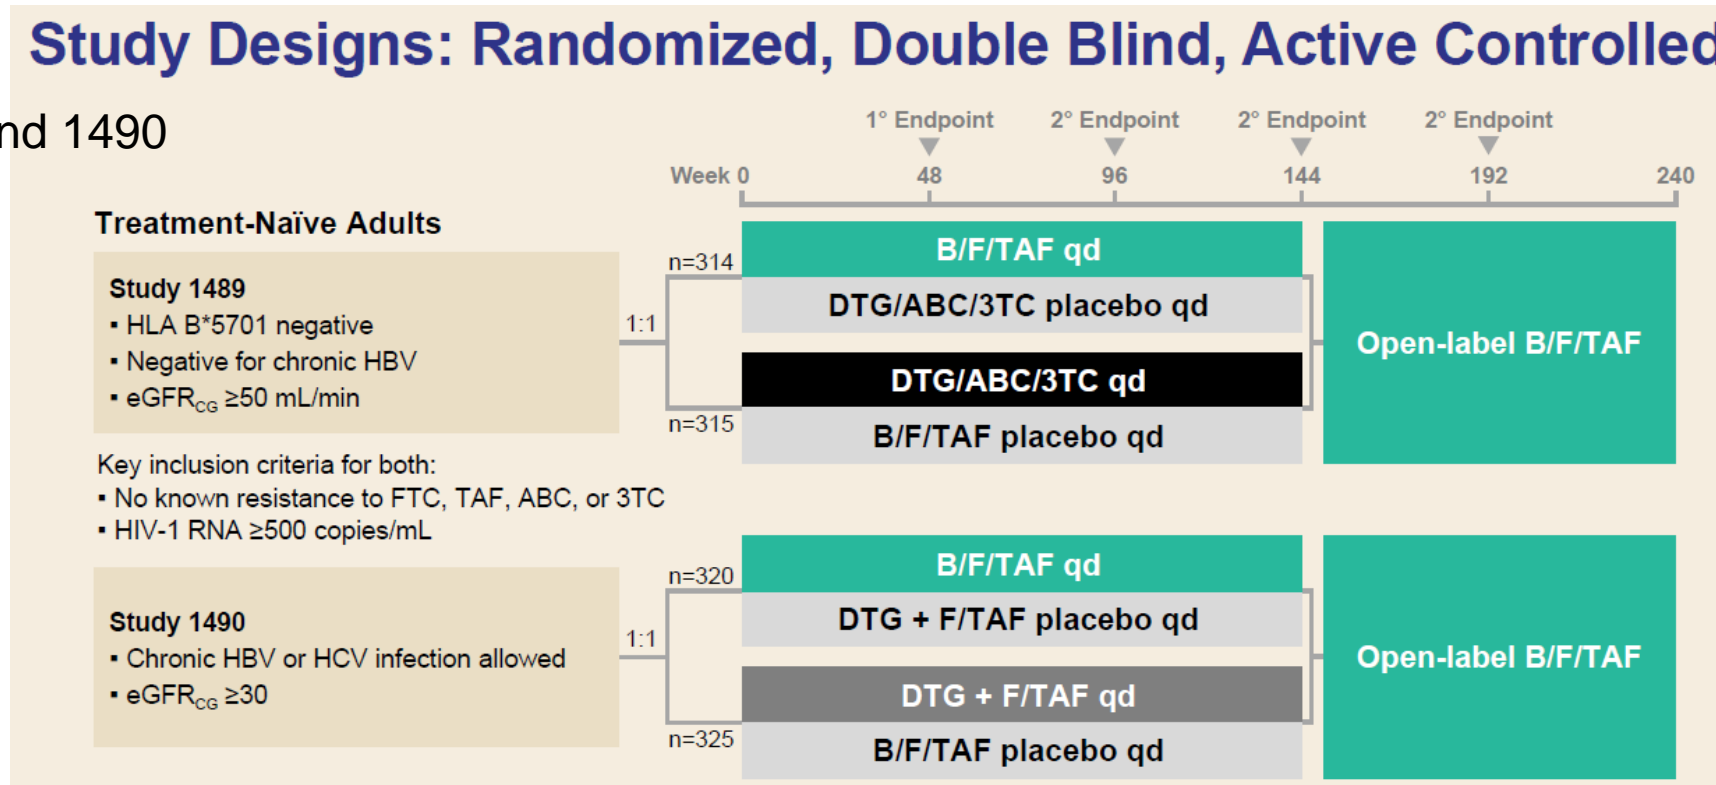 Study Designs: Randomized, Double Blind, Active Controlled
nd 1490
1° Endpoint 2° Endpoint 2° Endpoint 2° Endpoint
Week 0 48 96 144 192 240
Treatment-Naïve Adults
Study 1489
▪ HLA B*5701 negative
▪ Negative for chronic HBV
▪ eGFRCG ≥50 mL/min
1:1
n=314
n=315
B/F/TAF qd
DTG/ABC/3TC placebo qd
DTG/ABC/3TC qd
B/F/TAF placebo qd
Open-label B/F/TAF
Key inclusion criteria for both:
▪ No known resistance to FTC, TAF, ABC, or 3TC
▪ HIV-1 RNA ≥500 copies/mL
Study 1490
▪ Chronic HBV or HCV infection allowed
▪ eGFRCG ≥30
1:1
n=320
n=325
B/F/TAF qd
DTG + F/TAF placebo qd
DTG + F/TAF qd
B/F/TAF placebo qd
Open-label B/F/TAF